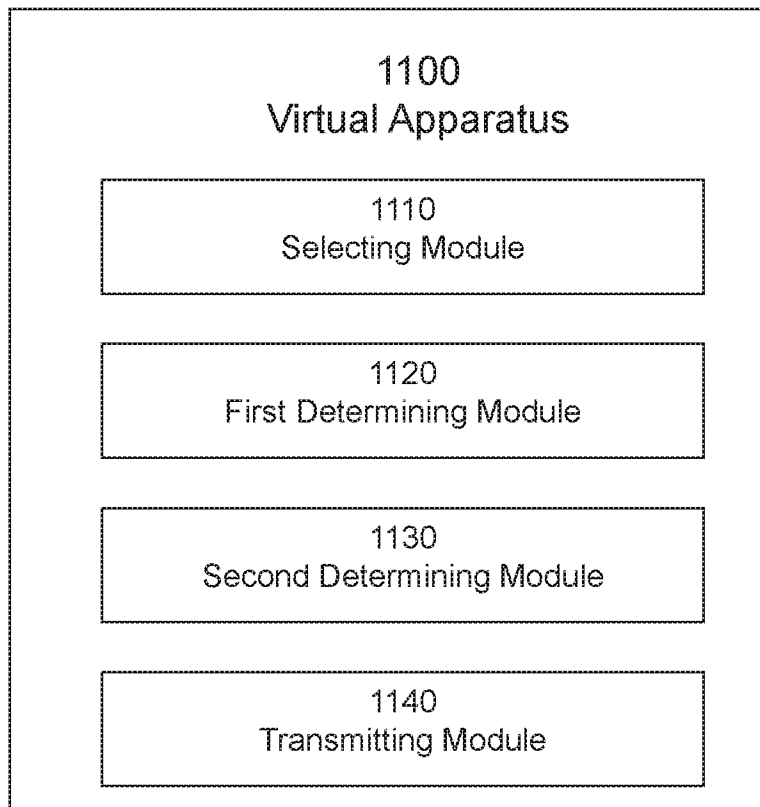 1100
Virtual Apparatus
1110
Selecting Module
1120
First Determining Module
1130
Second Determining Module
1140
Transmitting Module